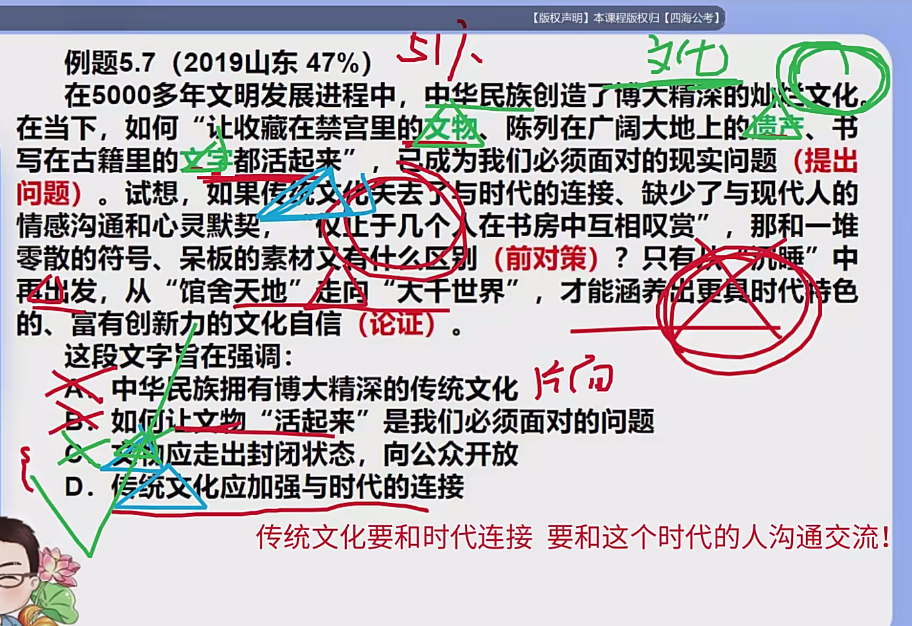 【版权声明】本课程版权归【四海公考】
51%
文化
例题5.7（2019山东 47%）
在5000多年文明发展进程中，中华民族创造了博大精深的灿烂文化。
在当下，如何“让收藏在禁宫里的文物、陈列在广阔大地上的遗产、书
写在古籍里的文字都活起来”，已成为我们必须面对的现实问题（提出
问题）。试想，如果传统文化失去了与时代的连接、缺少了与现代人的
情感沟通和心灵默契，“仅止于几个人在书房中互相叹赏”，那和一堆
零散的符号、呆板的素材又有什么区别（前对策）？只有从“沉睡”中
再出发，从“馆舍天地”走向“大千世界”，才能涵养出更具时代特色
的、富有创新力的文化自信（论证）。
这段文字旨在强调：
A．中华民族拥有博大精深的传统文化 片面
B．如何让文物“活起来”是我们必须面对的问题
C．文物应走出封闭状态，向公众开放
D．传统文化应加强与时代的连接
传统文化要和时代连接 要和这个时代的人沟通交流！